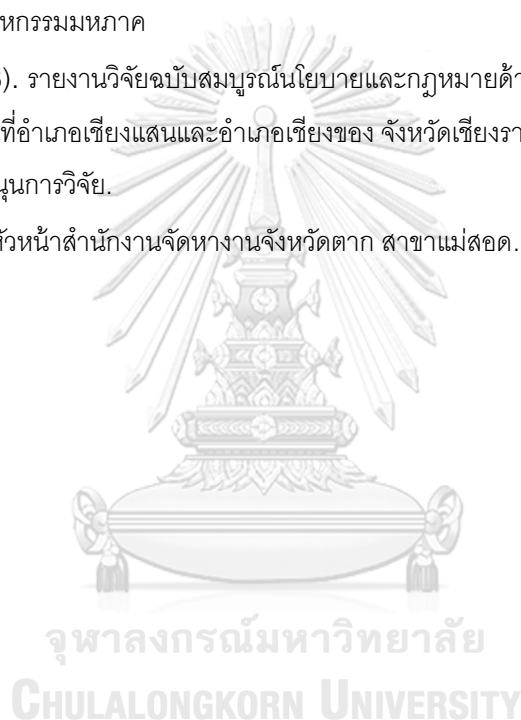 หกรรมมหภาค
). รายงานวิจัยฉบับสมบูรณ์นโยบายและกฎหมายด้า
ที่อำเภอเชียงแสนและอำเภอเชียงของ จังหวัดเชียงรา
นุนการวิจัย.
หัวหน้าสำนักงานจัดหางานจังหวัดตาก สาขาแม่สอด.
จุฬาลงกรณ์มหาวิทยาลัย
CHULALONGKORN UNIVERSITY